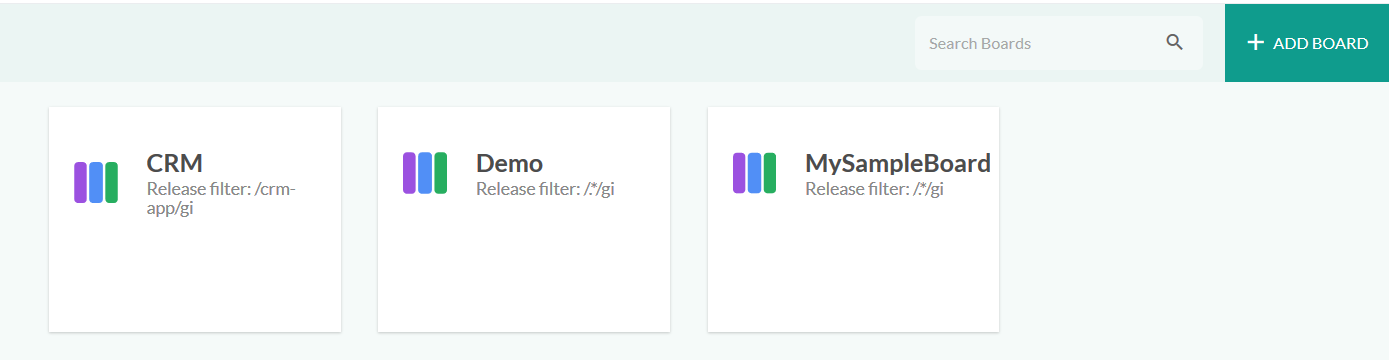 Search Boards
ADD BOARD
CRM
Release filter: /crm-
app/gi
Demo
Release filter: /.*/gi
MySampleBoard
Release filter: /.*/gi